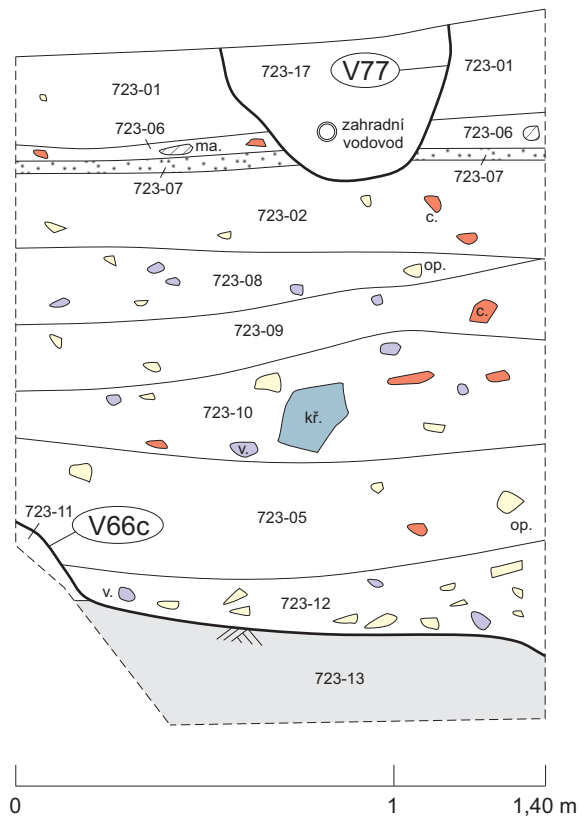 723-01
723-17
V77
723-01
723-06
ma.
zahradní
vodovod
723-06
723-07
723-07
723-02
c.
723-08
op.
723-09
c.
723-10
kř.
v.
723-11
V66c
723-05
op.
v.
723-12
723-13
0
1
1,40 m